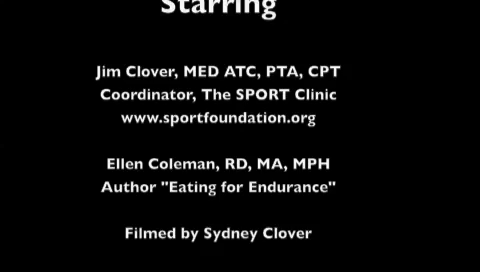 Starring
Jim Clover, MED ATC, PTA, CPT
Coordinator, The SPORT Clinic
www.sportfoundation.org
Ellen Coleman, RD, MA, MPH
Author "Eating for Endurance"
Filmed by Sydney Clover